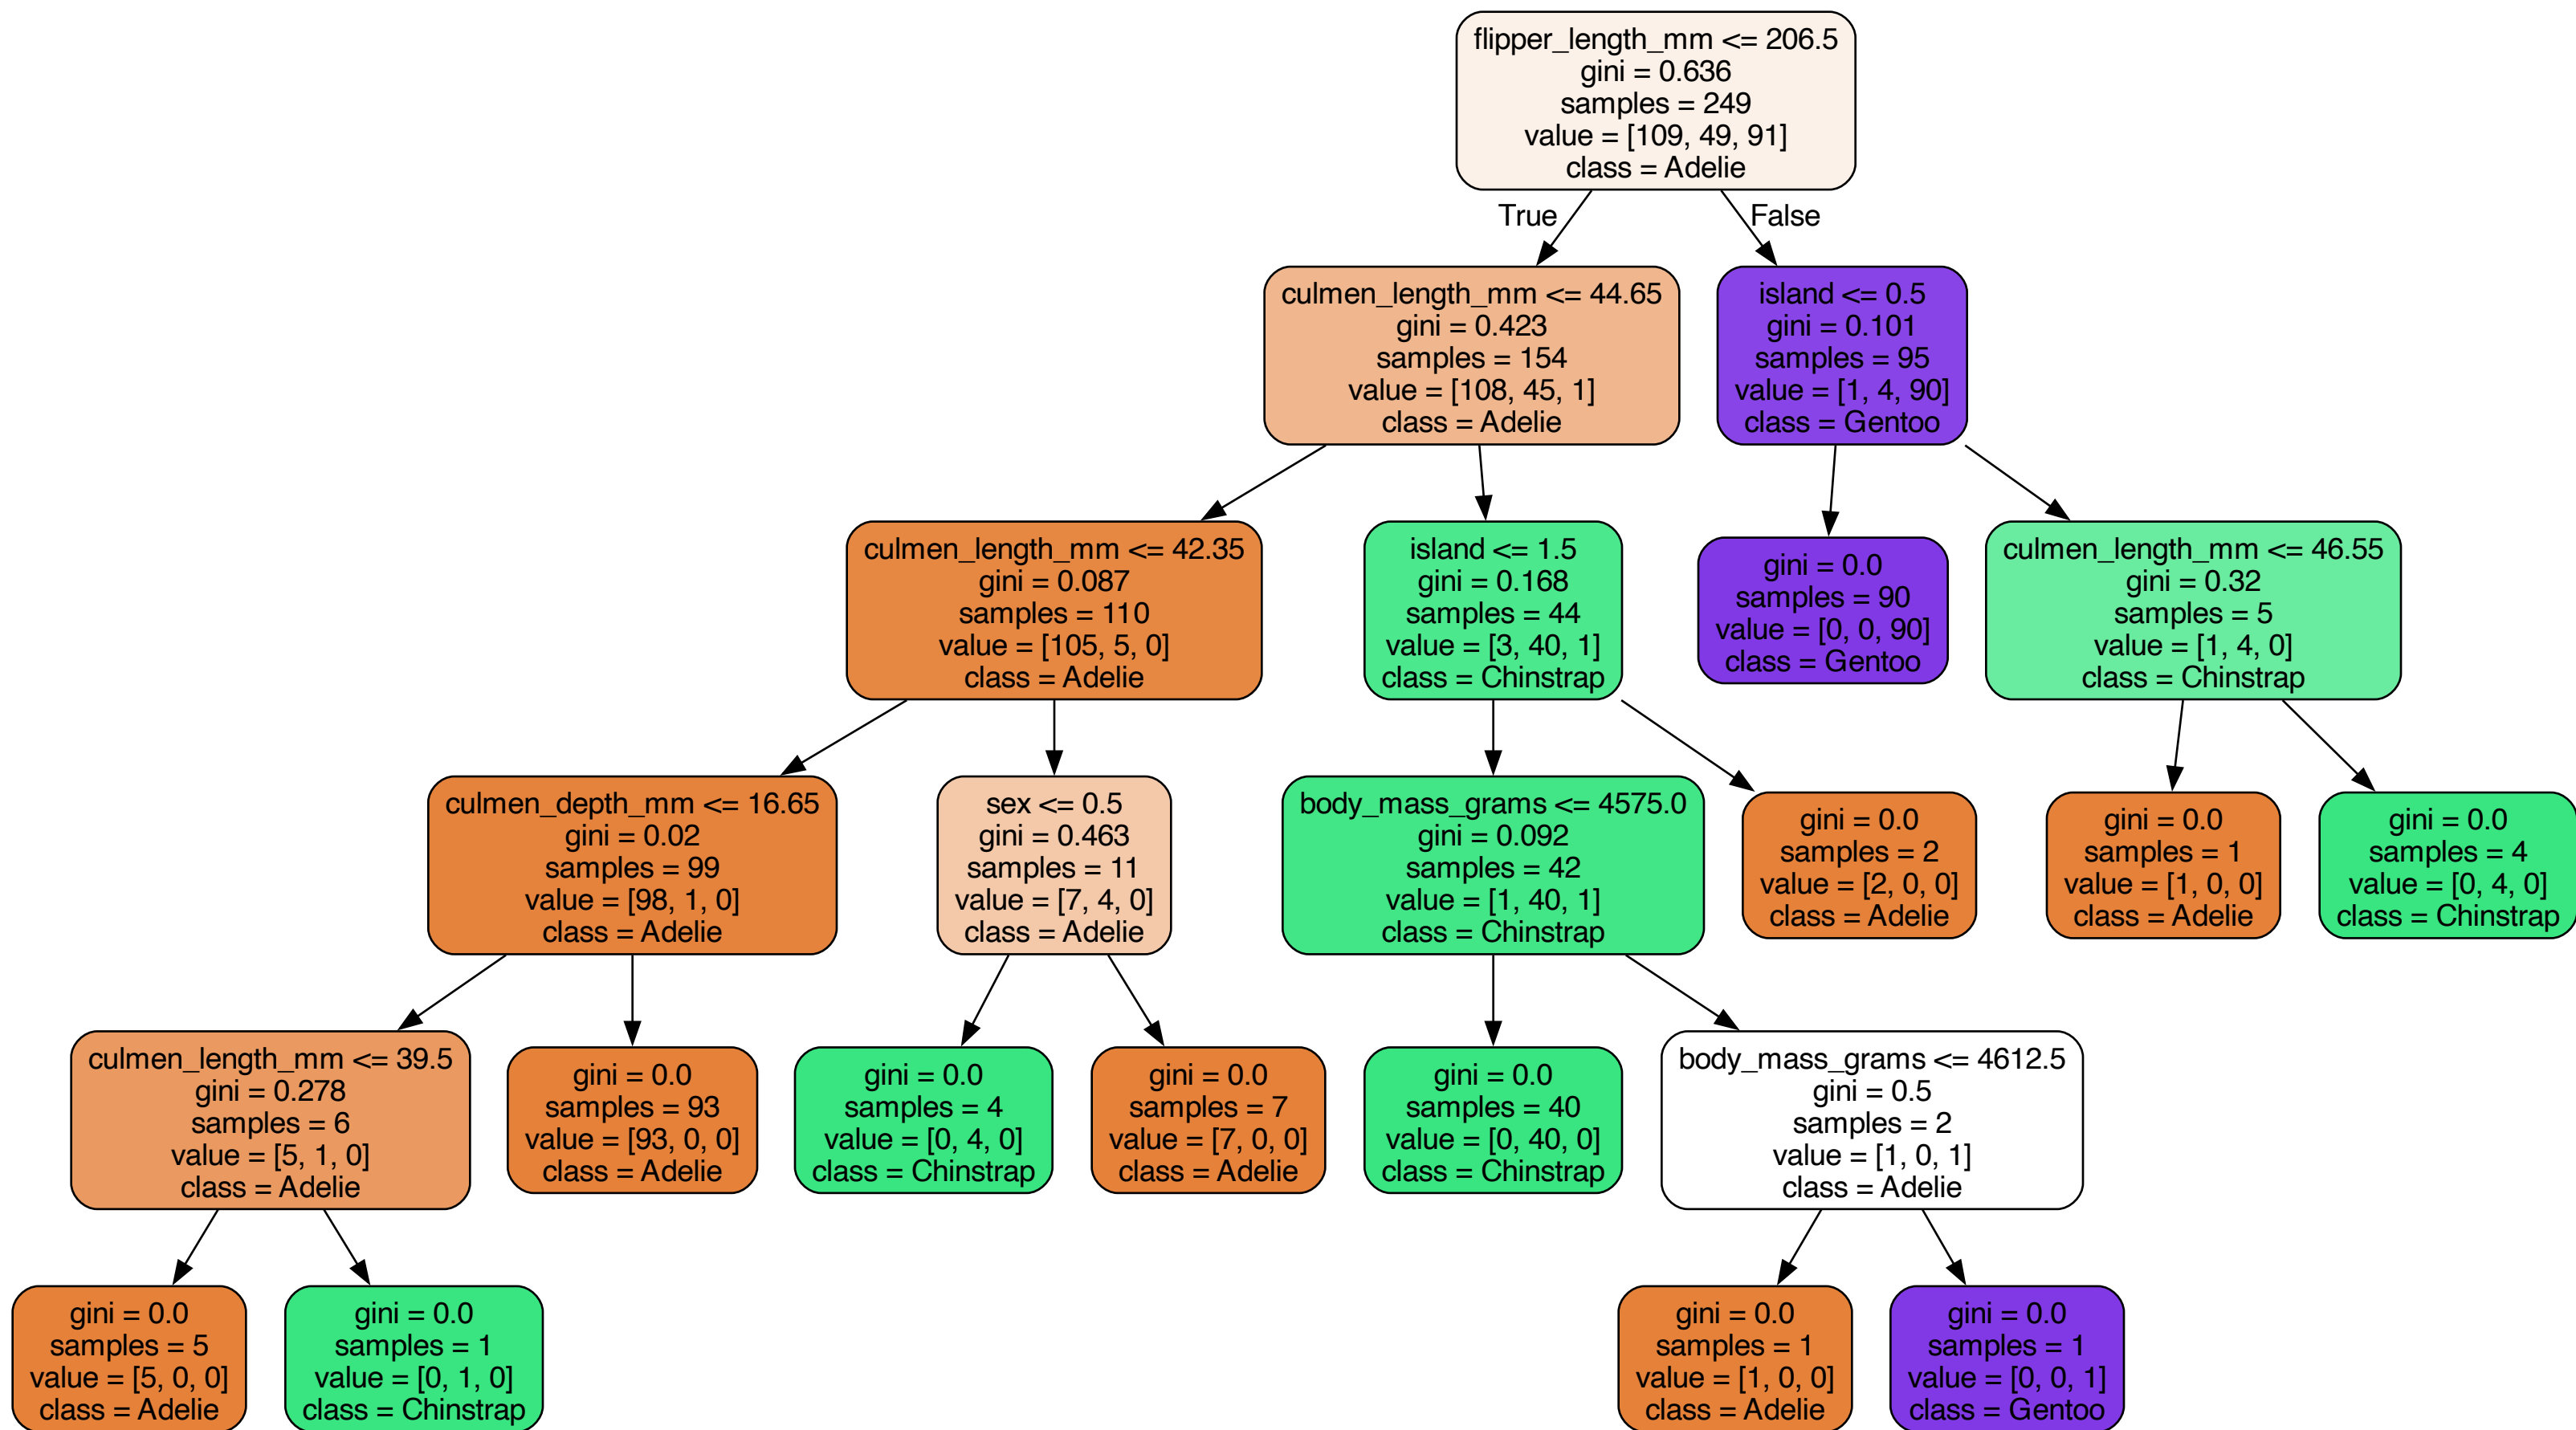 flipper_length_mm <= 206.5
gini = 0.636
samples = 249
value = [109, 49, 91]
class = Adelie
True
False
culmen_length_mm <= 44.65
gini = 0.423
samples = 154
value = [108, 45, 1]
class = Adelie
island <= 0.5
gini = 0.101
samples = 95
value = [1, 4, 90]
class = Gentoo
culmen_length_mm <= 42.35
gini = 0.087
samples = 110
value = [105, 5, 0]
class = Adelie
island <= 1.5
gini = 0.168
samples = 44
value = [3, 40, 1]
class = Chinstrap
gini = 0.0
samples = 90
value = [0, 0, 90]
class = Gentoo
culmen_length_mm <= 46.55
gini = 0.32
samples = 5
value = [1, 4, 0]
class = Chinstrap
culmen_depth_mm <= 16.65
gini = 0.02
samples = 99
value = [98, 1, 0]
class = Adelie
sex <= 0.5
gini = 0.463
samples = 11
value = [7, 4, 0]
class = Adelie
body_mass_grams <= 4575.0
gini = 0.092
samples = 42
value = [1, 40, 1]
class = Chinstrap
gini = 0.0
samples = 2
value = [2, 0, 0]
class = Adelie
gini = 0.0
samples = 1
value = [1, 0, 0]
class = Adelie
gini = 0.0
samples = 4
value = [0, 4, 0]
class = Chinstrap
culmen_length_mm <= 39.5
gini = 0.278
samples = 6
value = [5, 1, 0]
class = Adelie
gini = 0.0
samples = 93
value = [93, 0, 0]
class = Adelie
gini = 0.0
samples = 4
value = [0, 4, 0]
class = Chinstrap
gini = 0.0
samples = 7
value = [7, 0, 0]
class = Adelie
gini = 0.0
samples = 40
value = [0, 40, 0]
class = Chinstrap
body_mass_grams <= 4612.5
gini = 0.5
samples = 2
value = [1, 0, 1]
class = Adelie
gini = 0.0
samples = 5
value = [5, 0, 0]
class = Adelie
gini = 0.0
samples = 1
value = [0, 1, 0]
class = Chinstrap
gini = 0.0
samples = 1
value = [1, 0, 0]
class = Adelie
gini = 0.0
samples = 1
value = [0, 0, 1]
class = Gentoo